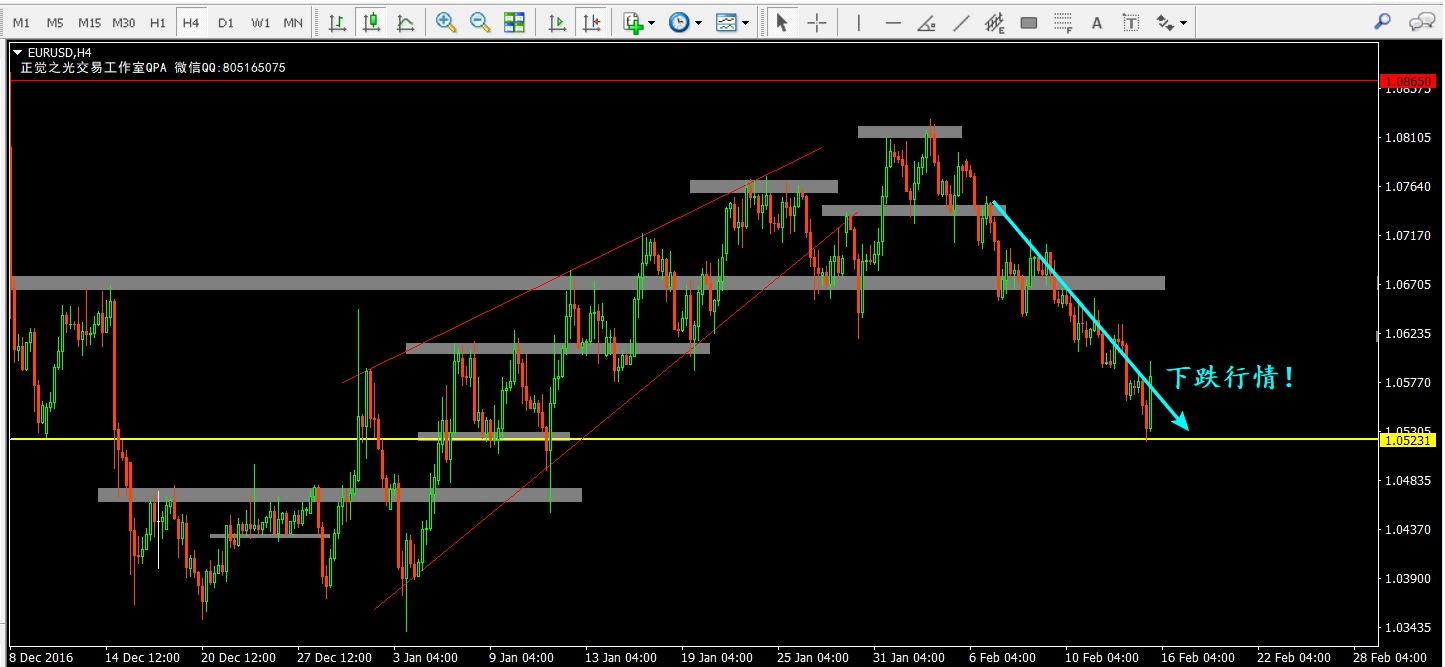 M1 M5 M15 M30 H1 H4 D1 W1 MN E F A T
EURUSD,H4
正觉之光交易工作室QPA 微信QQ:805165075
1.08650
1.08575
1.08105
1.07640
1.07170
1.06705
1.06235
下跌行情!
1.05770
1.05305
1.05231
1.04835
1.04370
1.03900
1.03435
8 Dec 2016 14 Dec 12:00 20 Dec 12:00 27 Dec 12:00 3 Jan 04:00 9 Jan 04:00 13 Jan 04:00 19 Jan 04:00 25 Jan 04:00 31 Jan 04:00 6 Feb 04:00 10 Feb 04:00 16 Feb 04:00 22 Feb 04:00 28 Feb 04:00